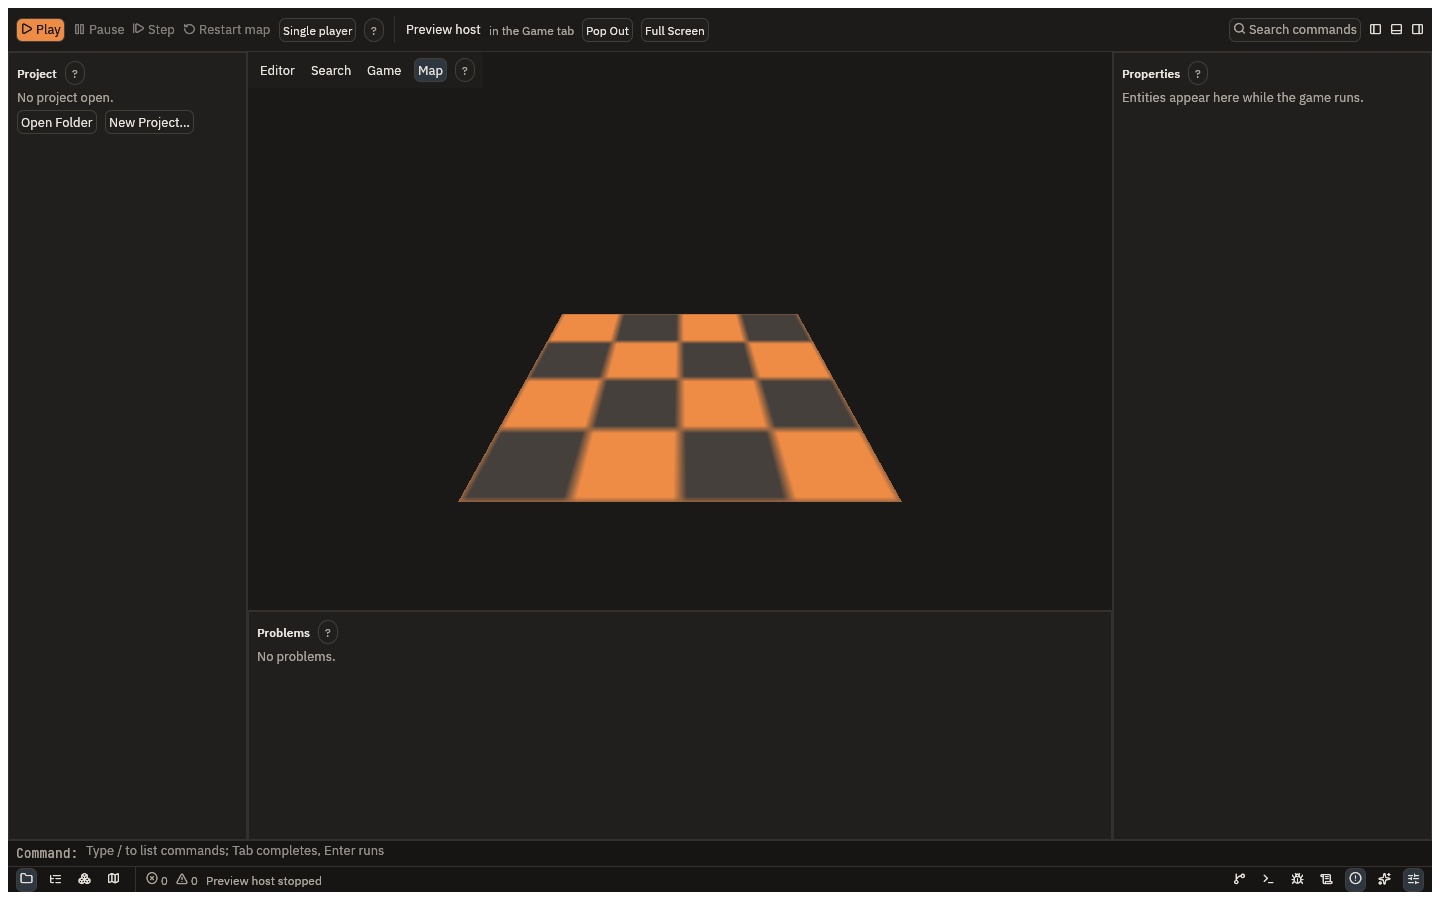 Play Pause Step Restart map Single player ? Preview host in the Game tab Pop Out Full Screen Search commands
Project ?
No project open.
Open Folder New Project...
Editor Search Game Map ?
Properties ?
Entities appear here while the game runs.
Problems ?
No problems.
Command: Type / to list commands; Tab completes, Enter runs
0 0 Preview host stopped